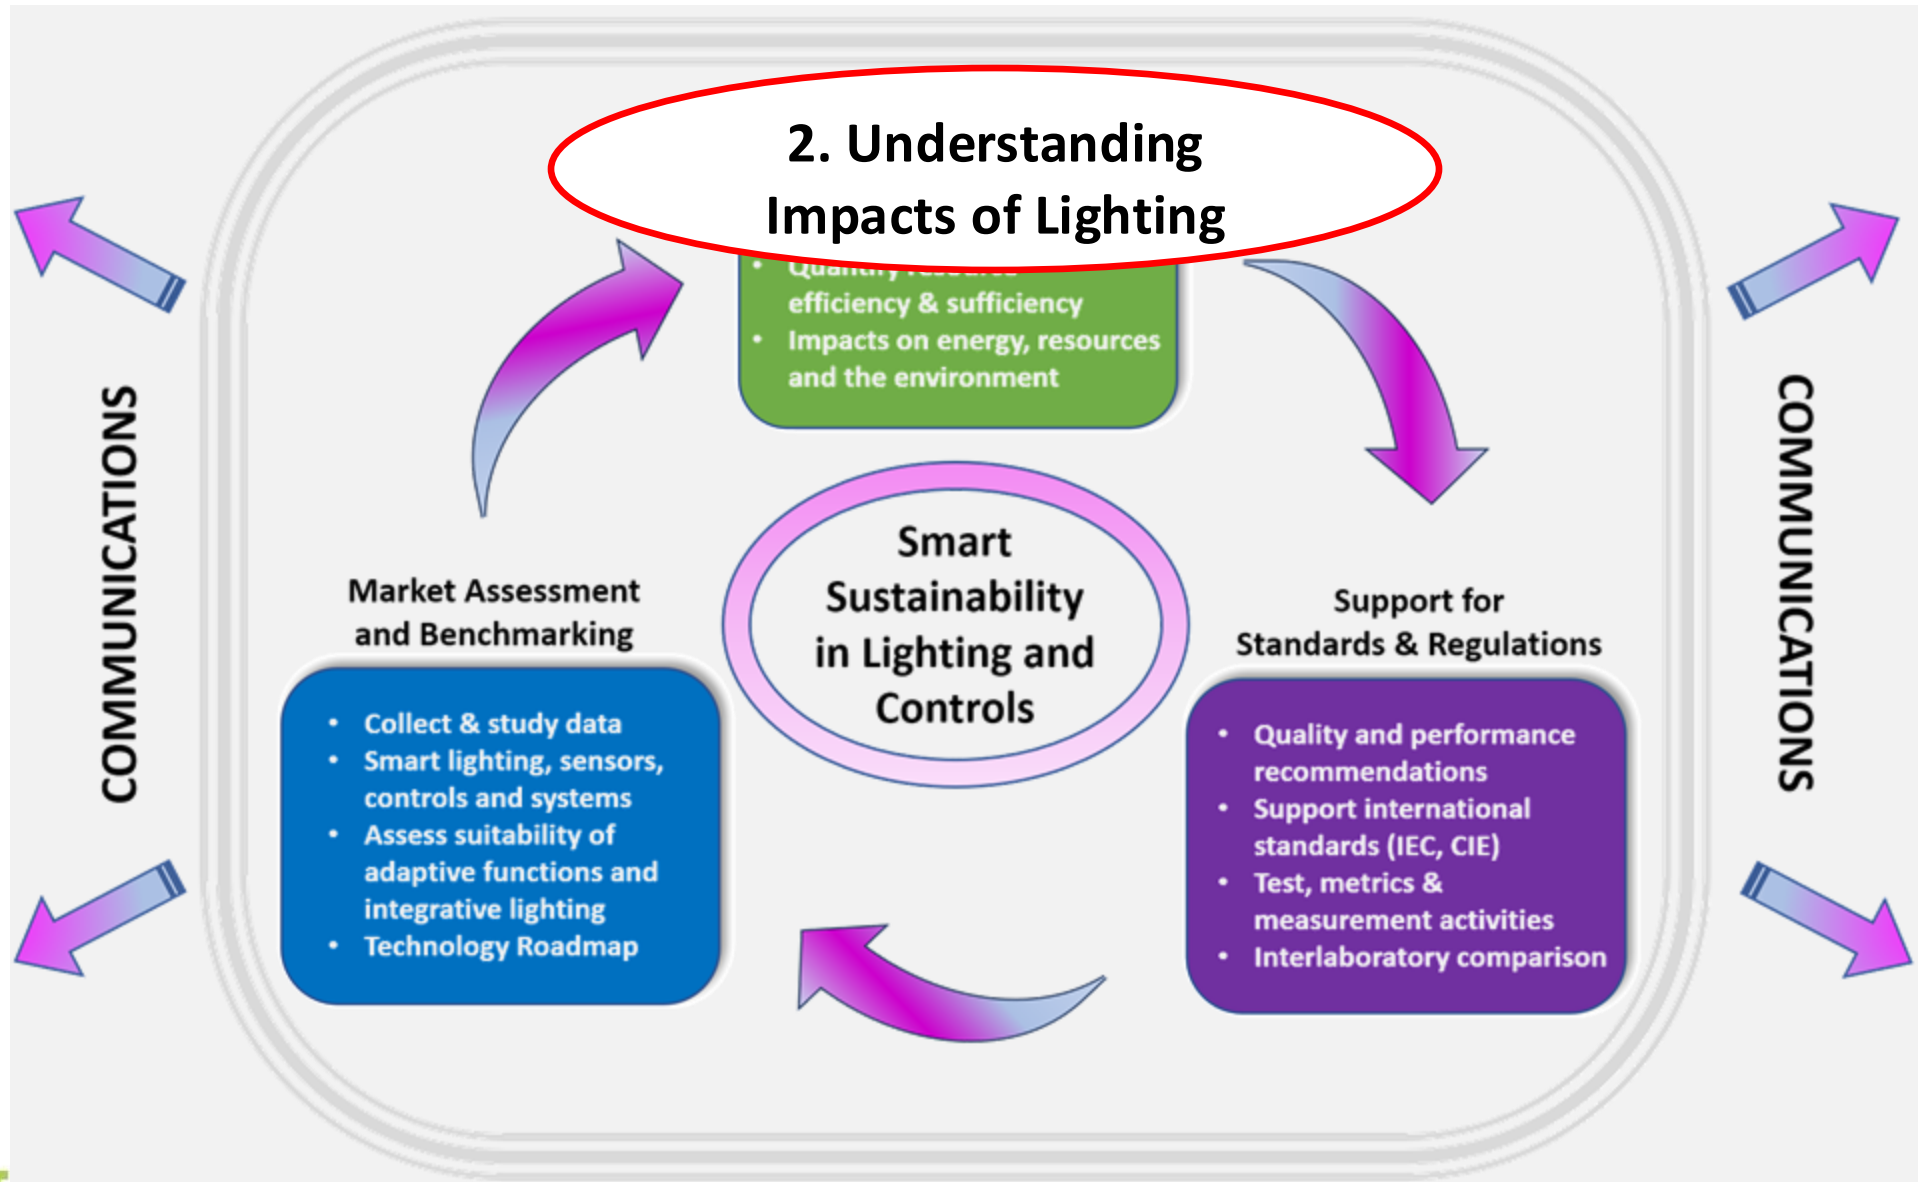 2. Understanding
Impacts of Lighting
• Quantify resource
efficiency & sufficiency
• Impacts on energy, resources
and the environment
COMMUNICATIONS
Smart
Sustainability
in Lighting and
Controls
Market Assessment
and Benchmarking
• Collect & study data
• Smart lighting, sensors,
controls and systems
• Assess suitability of
adaptive functions and
integrative lighting
• Technology Roadmap
Support for
Standards & Regulations
• Quality and performance
recommendations
• Support international
standards (IEC, CIE)
• Test, metrics &
measurement activities
• Interlaboratory comparison
COMMUNICATIONS